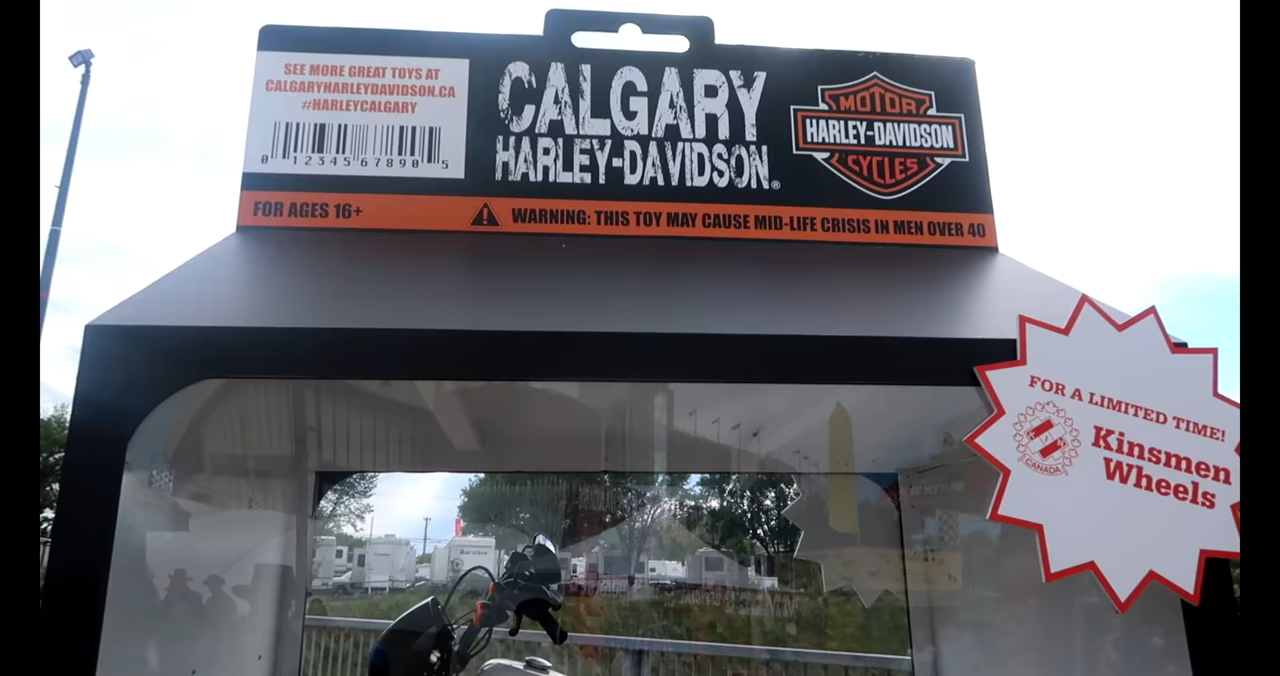 SEE MORE GREAT TOYS AT
CALGARYHARLEYDAVIDSON.CA
#HARLEYCALGARY
0 12345 67890 5
CALGARY
HARLEY-DAVIDSON®
MOTOR
HARLEY-DAVIDSON
CYCLES
FOR AGES 16+
WARNING: THIS TOY MAY CAUSE MID-LIFE CRISIS IN MEN OVER 40
FOR A LIMITED TIME!
CANADA
Kinsmen
Wheels